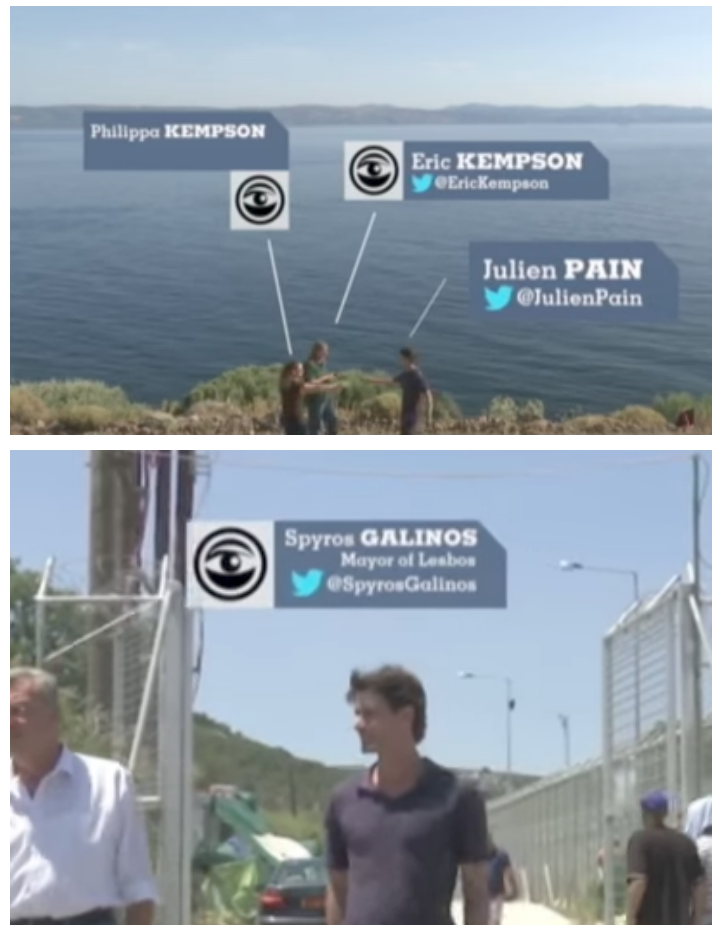 Philippa KEMPSON
Eric KEMPSON
@EricKempson
Julien PAIN
@JulienPain
Spyros GALINOS
Mayor of Lesbos
@SpyrosGalinos